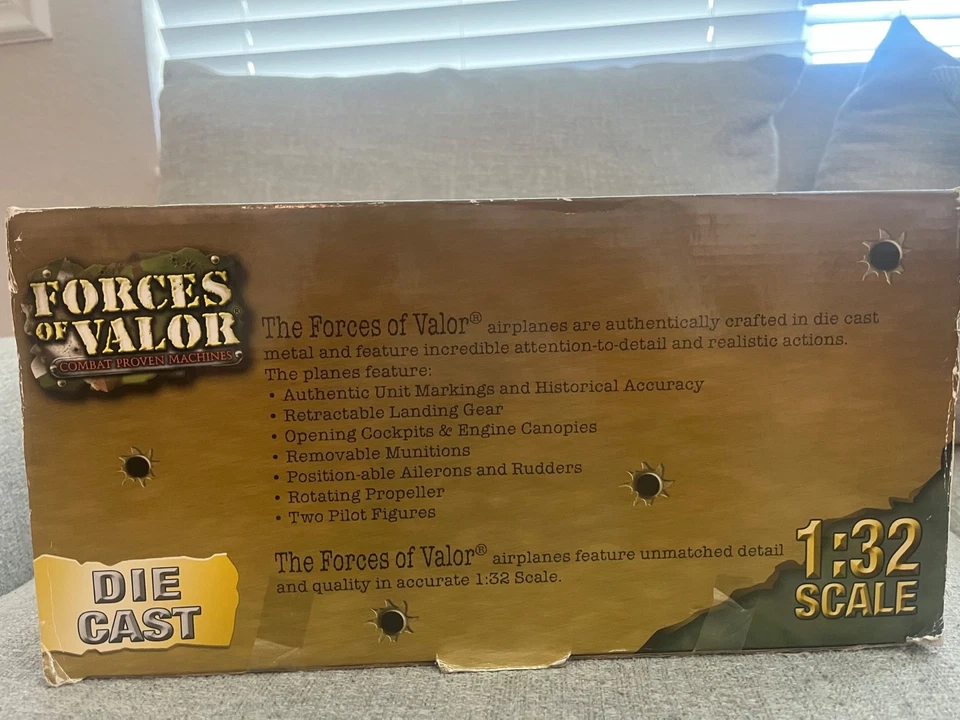 FORCES
OF VALOR®
COMBAT PROVEN MACHINES
The Forces of Valor® airplanes are authentically crafted in die cast
metal and feature incredible attention-to-detail and realistic actions.
The planes feature:
• Authentic Unit Markings and Historical Accuracy
• Retractable Landing Gear
• Opening Cockpits & Engine Canopies
• Removable Munitions
• Position-able Ailerons and Rudders
• Rotating Propeller
• Two Pilot Figures
The Forces of Valor® airplanes feature unmatched detail
and quality in accurate 1:32 Scale.
DIE
CAST
1:32
SCALE